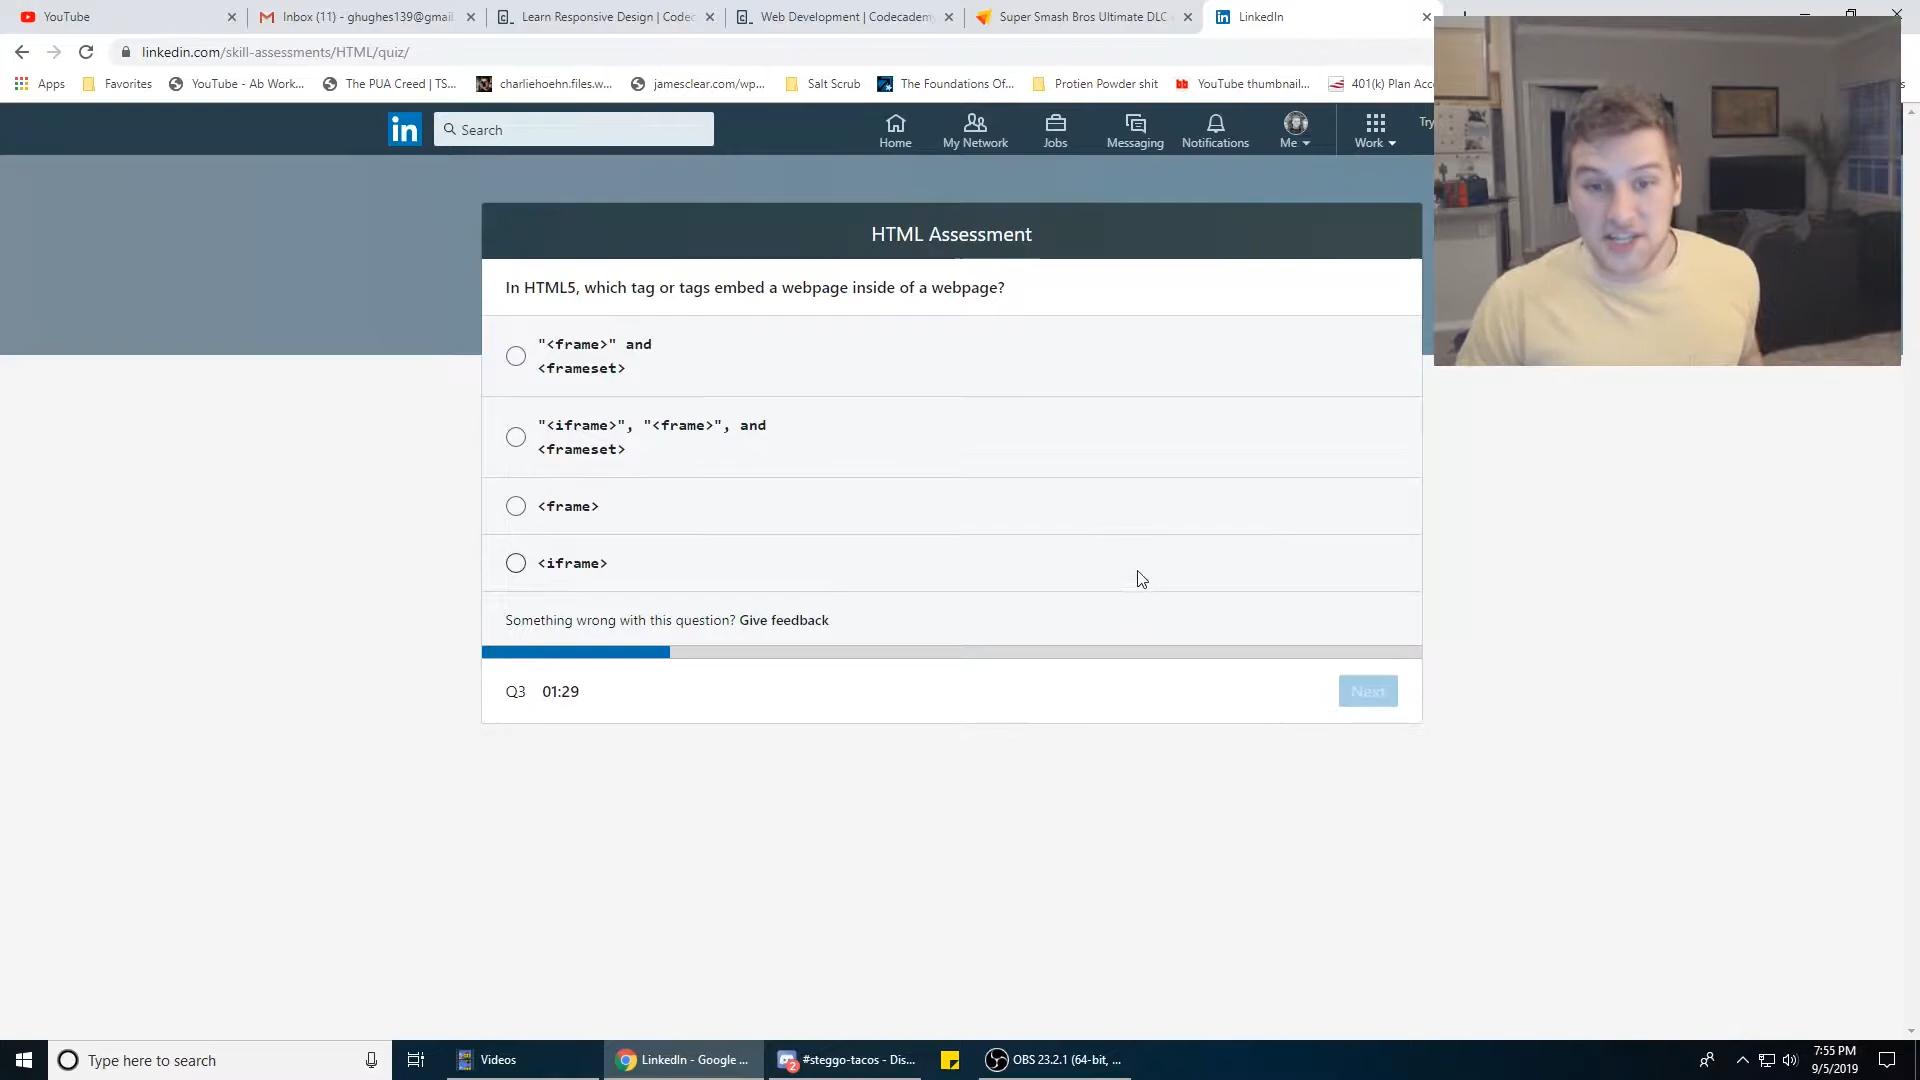 YouTube
Inbox (11) - ghughes139@gmail
Learn Responsive Design | Codec
Web Development | Codecademy
Super Smash Bros Ultimate DLC
LinkedIn
linkedin.com/skill-assessments/HTML/quiz/
Apps
Favorites
YouTube - Ab Work...
The PUA Creed | TS...
charliehoehn.files.w...
jamesclear.com/wp...
Salt Scrub
The Foundations Of...
Protien Powder shit
YouTube thumbnail...
401(k) Plan Acc
in
Search
Home
My Network
Jobs
Messaging
Notifications
Me
Work
Try
HTML Assessment
In HTML5, which tag or tags embed a webpage inside of a webpage?
"<frame>" and
<frameset>
"<iframe>", "<frame>", and
<frameset>
<frame>
<iframe>
Something wrong with this question? Give feedback
Q3 01:29
Next
Type here to search
Videos
LinkedIn - Google ...
2
#steggo-tacos - Dis...
OBS 23.2.1 (64-bit, ...
7:55 PM
9/5/2019